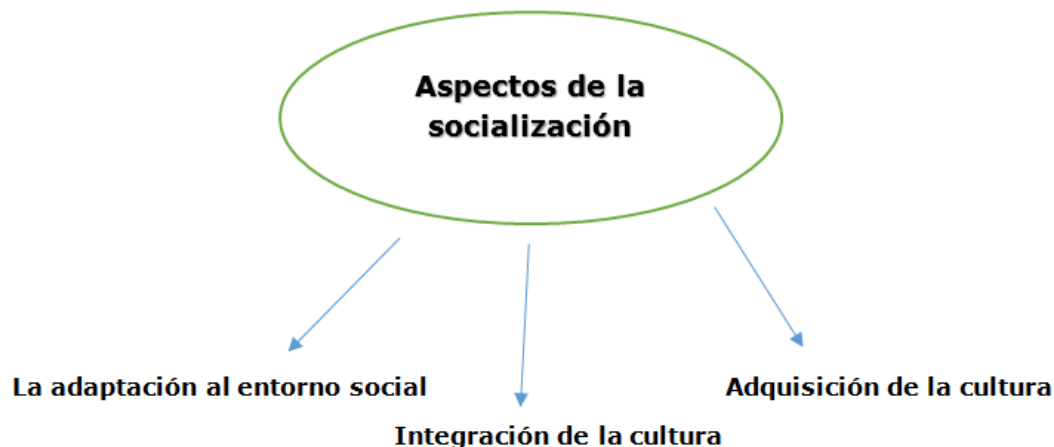 Aspectos de la
socialización
La adaptación al entorno social
Adquisición de la cultura
Integración de la cultura